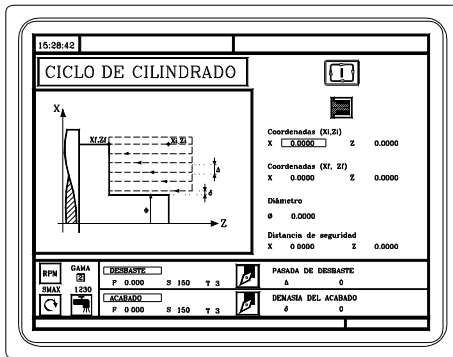 15:28:42
CICLO DE CILINDRADO
X
Xf,Zf
Xi,Zi
Δ
δ
Φ
Z
Coordenadas (Xi,Zi)
X 0.0000 Z 0.0000
Coordenadas (Xf, Zf)
X 0.0000 Z 0.0000
Diámetro
ø 0.0000
Distancia de seguridad
X 0 0000 Z 0.0000
RPM
GAMA
2
SMAX 1230
DESBASTE
F 0.000 S 150 T 3
PASADA DE DESBASTE
Δ 0
ACABADO
F 0 000 S 150 T 3
DEMASIA DEL ACABADO
δ 0